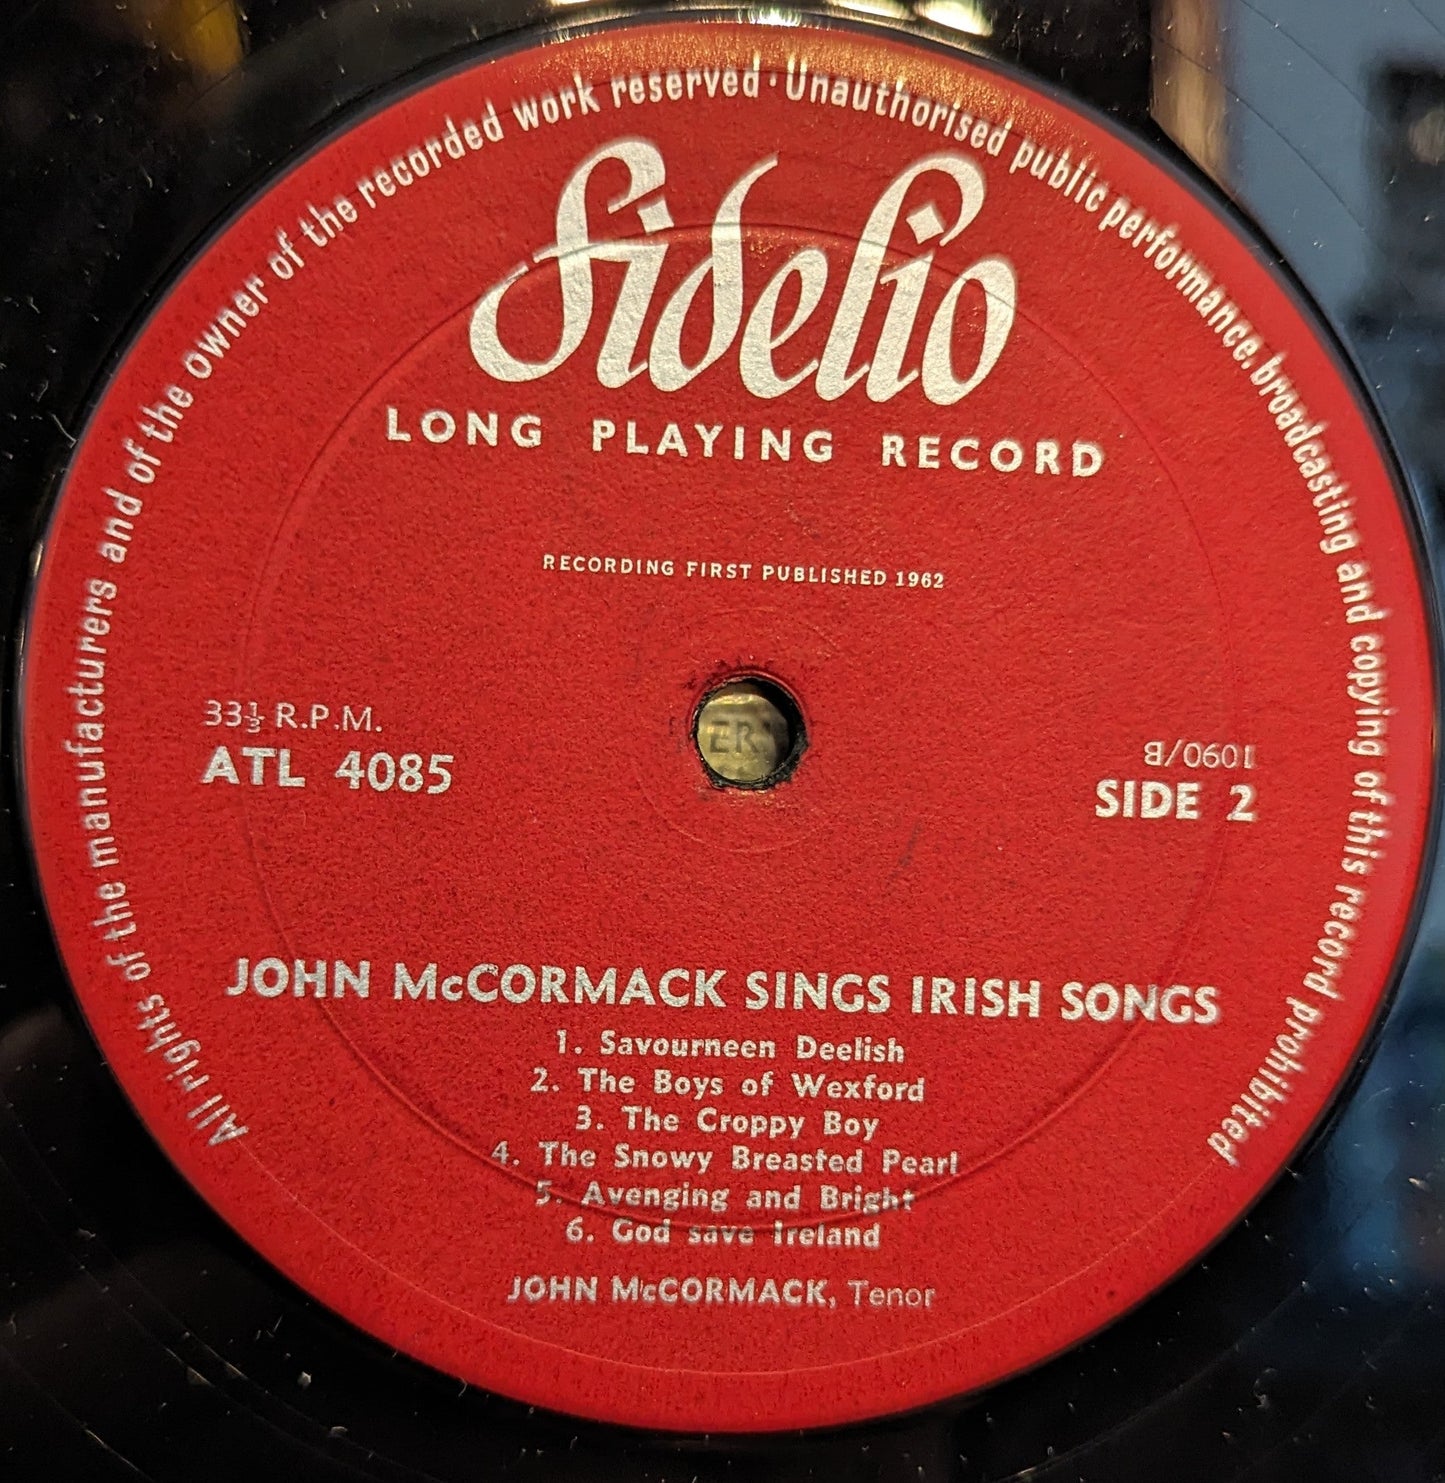 All rights of the manufacturers and of the owner of the recorded work reserved · Unauthorised public performance, broadcasting and copying of this record prohibited
fidelio
LONG PLAYING RECORD
RECORDING FIRST PUBLISHED 1962
33⅓ R.P.M.
ATL 4085
B/0601
SIDE 2
JOHN McCORMACK SINGS IRISH SONGS
1. Savourneen Deelish
2. The Boys of Wexford
3. The Croppy Boy
4. The Snowy Breasted Pearl
5. Avenging and Bright
6. God save Ireland
JOHN McCORMACK, Tenor